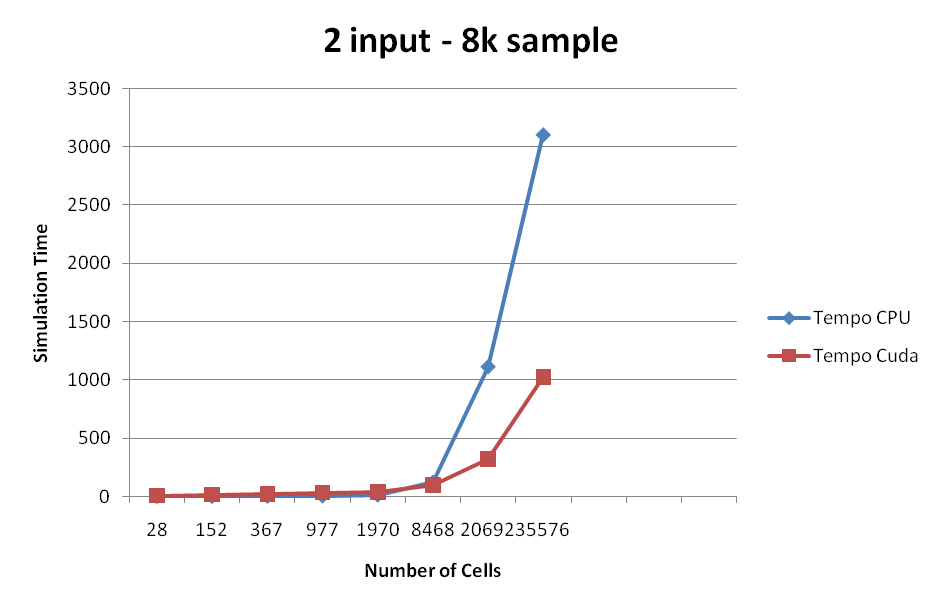 2 input - 8k sample
3500
3000
2500
2000
1500
1000
500
0
Simulation Time
28 152 367 977 1970 8468 20692 35576
Number of Cells
Tempo CPU
Tempo Cuda